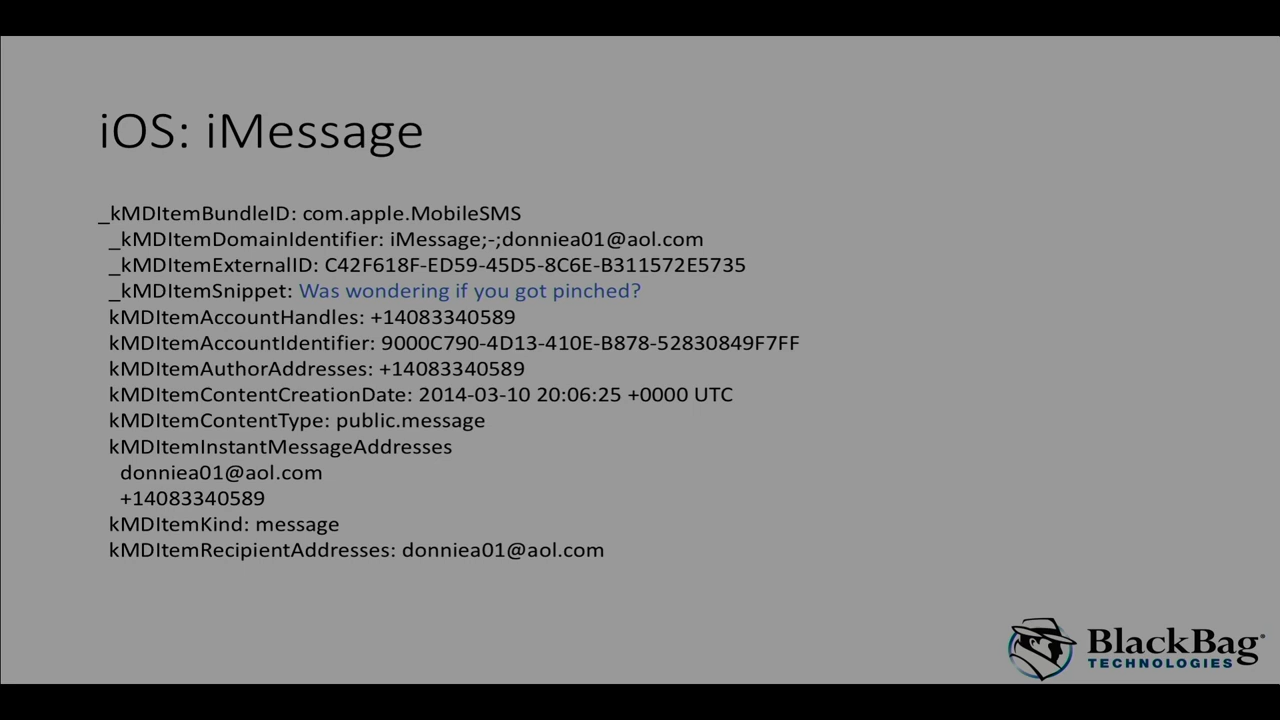 iOS: iMessage
_kMDItemBundleID: com.apple.MobileSMS
_kMDItemDomainIdentifier: iMessage;-;donniea01@aol.com
_kMDItemExternalID: C42F618F-ED59-45D5-8C6E-B311572E5735
_kMDItemSnippet: Was wondering if you got pinched?
kMDItemAccountHandles: +14083340589
kMDItemAccountIdentifier: 9000C790-4D13-410E-B878-52830849F7FF
kMDItemAuthorAddresses: +14083340589
kMDItemContentCreationDate: 2014-03-10 20:06:25 +0000 UTC
kMDItemContentType: public.message
kMDItemInstantMessageAddresses
donniea01@aol.com
+14083340589
kMDItemKind: message
kMDItemRecipientAddresses: donniea01@aol.com
BlackBag
TECHNOLOGIES